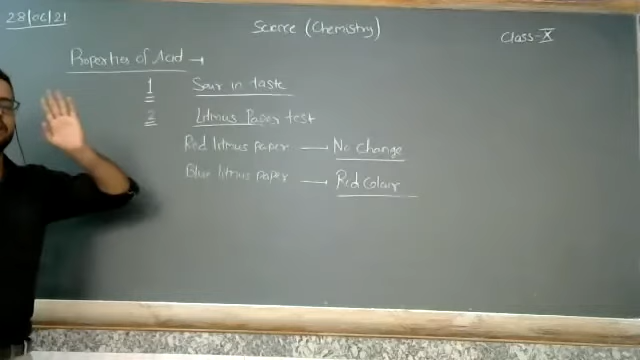 28/06/21
Science (Chemistry)
Class-X
Properties of Acid →
1 Sour in taste
2 Litmus Paper test
Red litmus paper → No change
Blue litmus paper → Red Colour